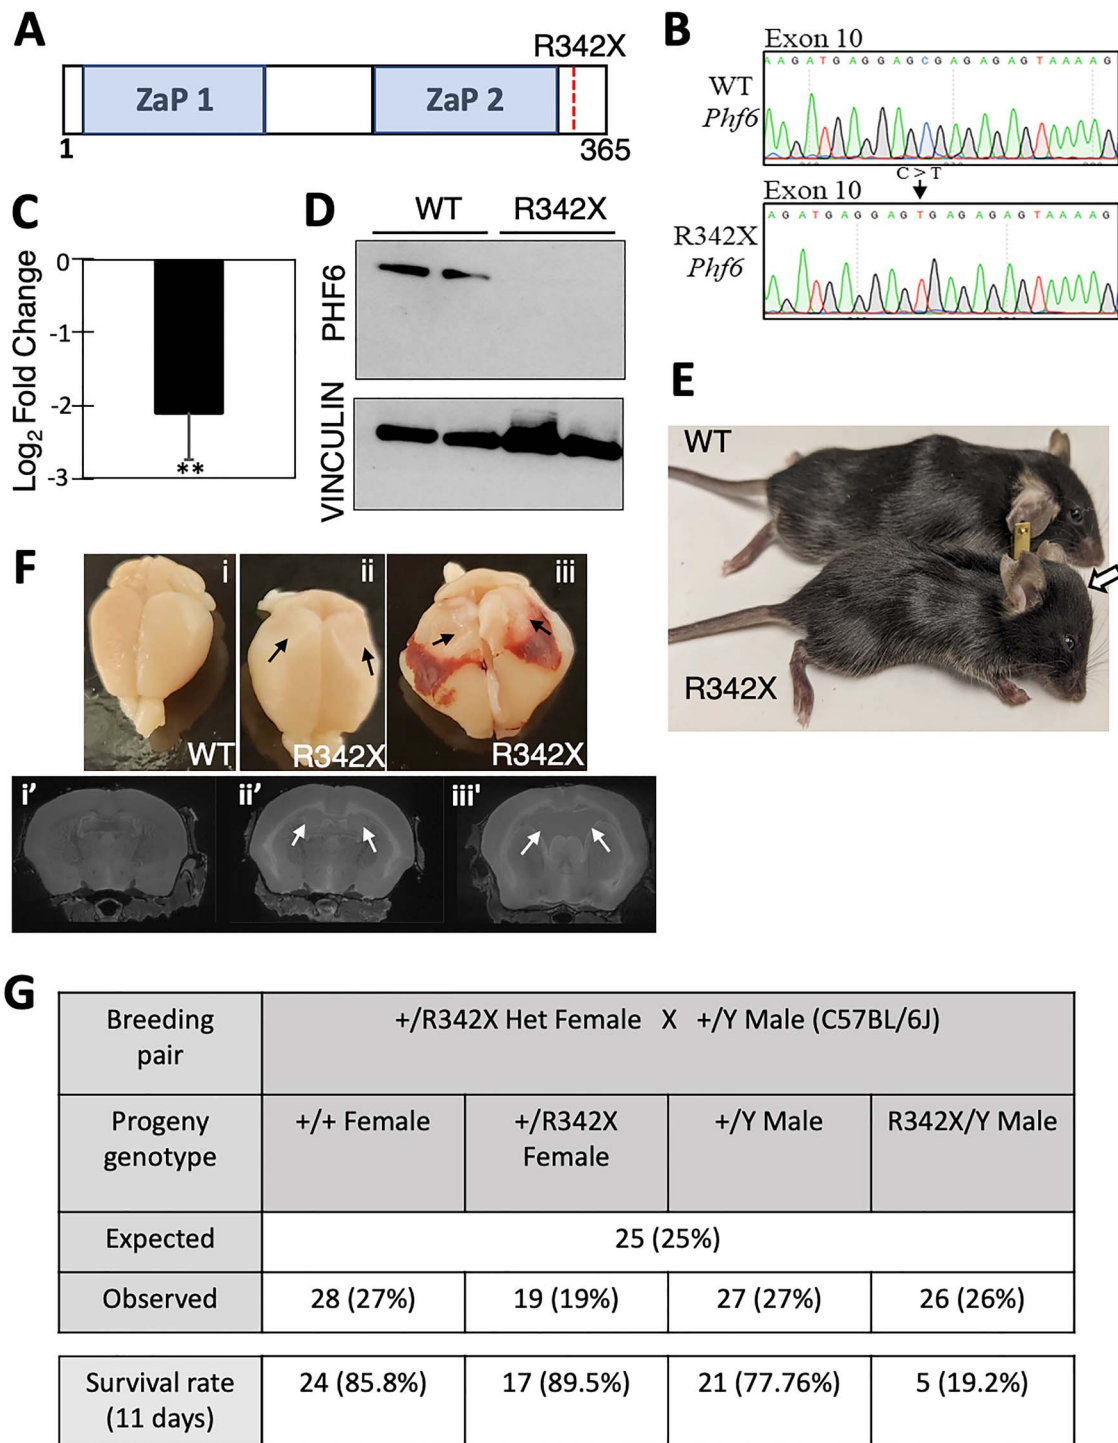 A
R342X
ZaP 1
ZaP 2
1
365
B
Exon 10
A A G A T G A G G A G C G A G A G A G T A A A A G
WT
Phf6
C > T
Exon 10
A G A T G A G G A G T G A G A G A G T A A A A G
R342X
Phf6
C
Log2 Fold Change
0
-1
-2
-3
**
D
WT
R342X
PHF6
VINCULIN
E
WT
R342X
F
i
ii
iii
WT
R342X
R342X
i'
ii'
iii'
G
Breeding
pair
+/R342X Het Female X +/Y Male (C57BL/6J)
Progeny
genotype
+/+ Female
+/R342X
Female
+/Y Male
R342X/Y Male
Expected
25 (25%)
Observed
28 (27%)
19 (19%)
27 (27%)
26 (26%)
Survival rate
(11 days)
24 (85.8%)
17 (89.5%)
21 (77.76%)
5 (19.2%)